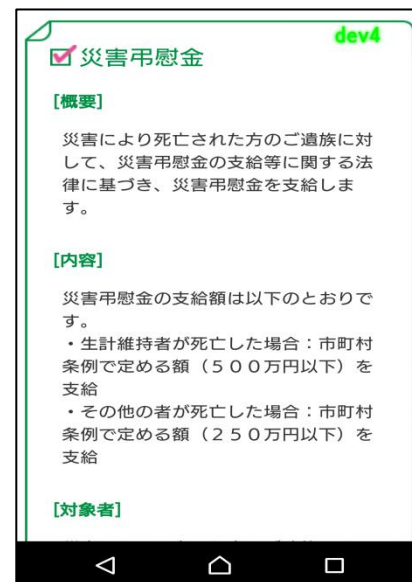 dev4
災害弔慰金
[概要]
災害により死亡された方のご遺族に対
して、災害弔慰金の支給等に関する法
律に基づき、災害弔慰金を支給しま
す。
[内容]
災害弔慰金の支給額は以下のとおりで
す。
・生計維持者が死亡した場合：市町村
条例で定める額（５００万円以下）を
支給
・その他の者が死亡した場合：市町村
条例で定める額（２５０万円以下）を
支給
[対象者]